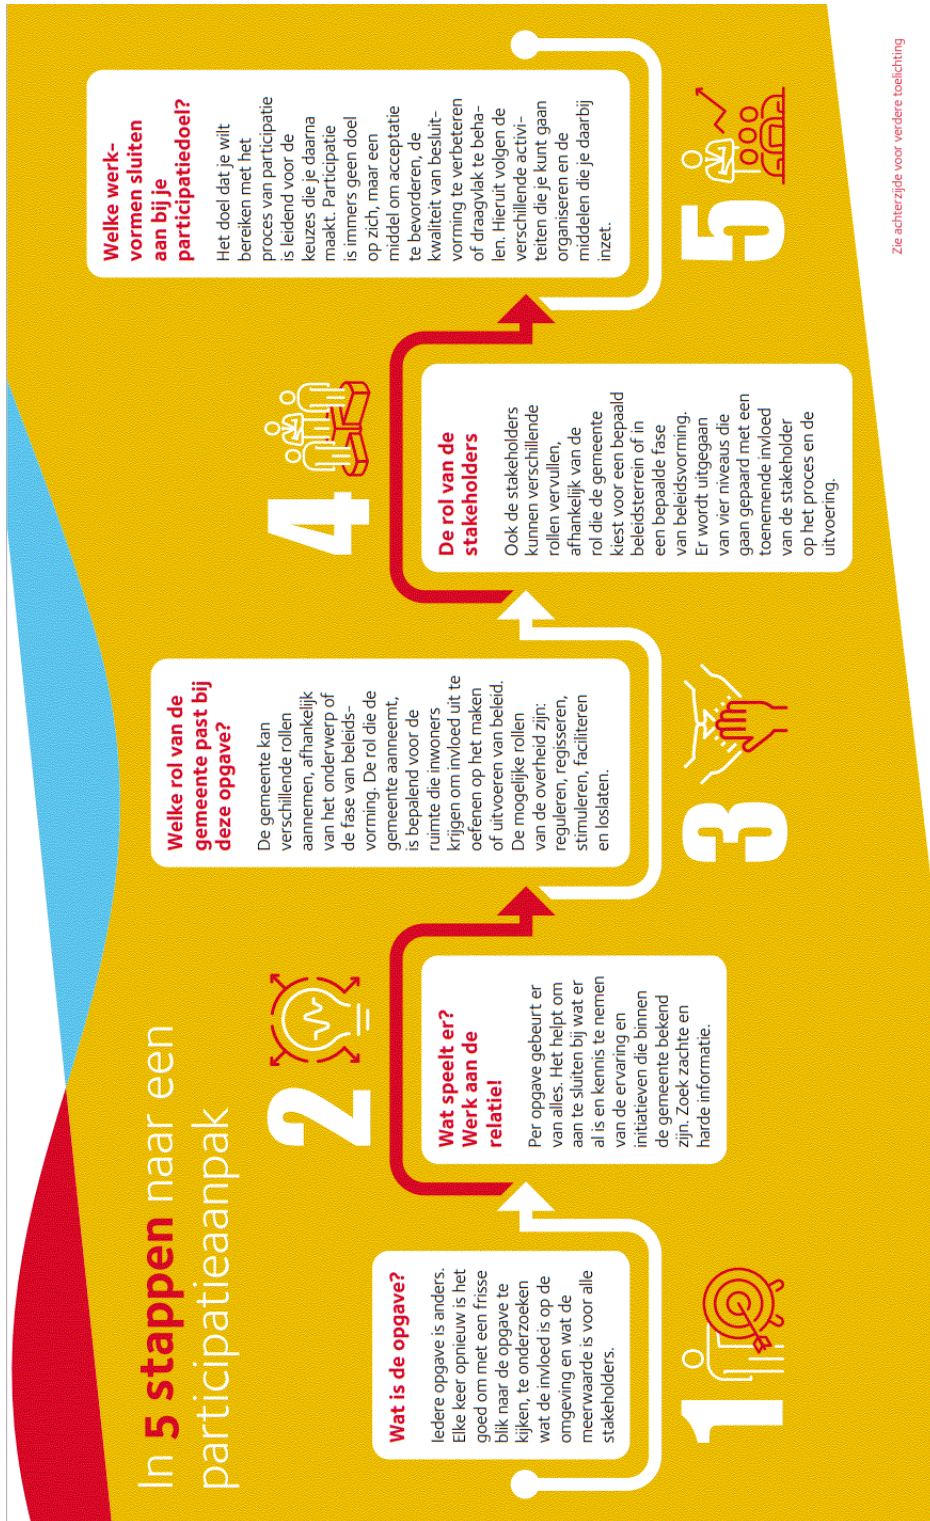 In 5 stappen naar een
participatieaanpak
1
Wat is de opgave?
Iedere opgave is anders.
Elke keer opnieuw is het
goed om met een frisse
blik naar de opgave te
kijken, te onderzoeken
wat de invloed is op de
omgeving en wat de
meerwaarde is voor alle
stakeholders.
2
Wat speelt er?
Werk aan de
relatie!
Per opgave gebeurt er
van alles. Het helpt om
aan te sluiten bij wat er
al is en kennis te nemen
van de ervaring en
initiatieven die binnen
de gemeente bekend
zijn. Zoek zachte en
harde informatie.
3
Welke rol van de
gemeente past bij
deze opgave?
De gemeente kan
verschillende rollen
aannemen, afhankelijk
van het onderwerp of
de fase van beleids-
vorming. De rol die de
gemeente aanneemt,
is bepalend voor de
ruimte die inwoners
krijgen om invloed uit te
oefenen op het maken
of uitvoeren van beleid.
De mogelijke rollen
van de overheid zijn:
reguleren, regisseren,
stimuleren, faciliteren
en loslaten.
4
De rol van de
stakeholders
Ook de stakeholders
kunnen verschillende
rollen vervullen,
afhankelijk van de
rol die de gemeente
kiest voor een bepaald
beleidsterrein of in
een bepaalde fase
van beleidsvorming.
Er wordt uitgegaan
van vier niveaus die
gaan gepaard met een
toenemende invloed
van de stakeholder
op het proces en de
uitvoering.
5
Welke werk-
vormen sluiten
aan bij je
participatiedoel?
Het doel dat je wilt
bereiken met het
proces van participatie
is leidend voor de
keuzes die je daarna
maakt. Participatie
is immers geen doel
op zich, maar een
middel om acceptatie
te bevorderen, de
kwaliteit van besluit-
vorming te verbeteren
of draagvlak te beha-
len. Hieruit volgen de
verschillende activi-
teiten die je kunt gaan
organiseren en de
middelen die je daarbij
inzet.
Zie achterzijde voor verdere toelichting